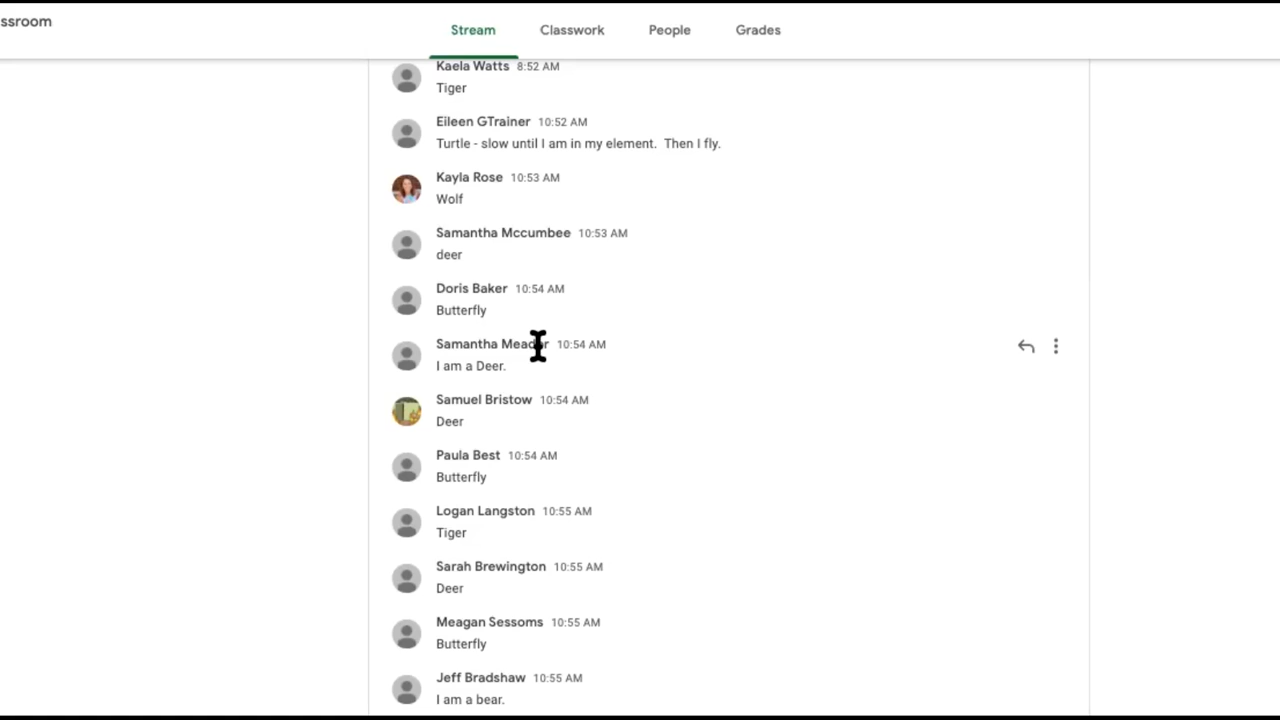 ssroom
Stream Classwork People Grades
Kaela Watts 8:52 AM
Tiger
Eileen GTrainer 10:52 AM
Turtle - slow until I am in my element. Then I fly.
Kayla Rose 10:53 AM
Wolf
Samantha Mccumbee 10:53 AM
deer
Doris Baker 10:54 AM
Butterfly
Samantha 10:54 AM
I am a Deer.
Samuel Bristow 10:54 AM
Deer
Paula Best 10:54 AM
Butterfly
Logan Langston 10:55 AM
Tiger
Sarah Brewington 10:55 AM
Deer
Meagan Sessoms 10:55 AM
Butterfly
Jeff Bradshaw 10:55 AM
I am a bear.